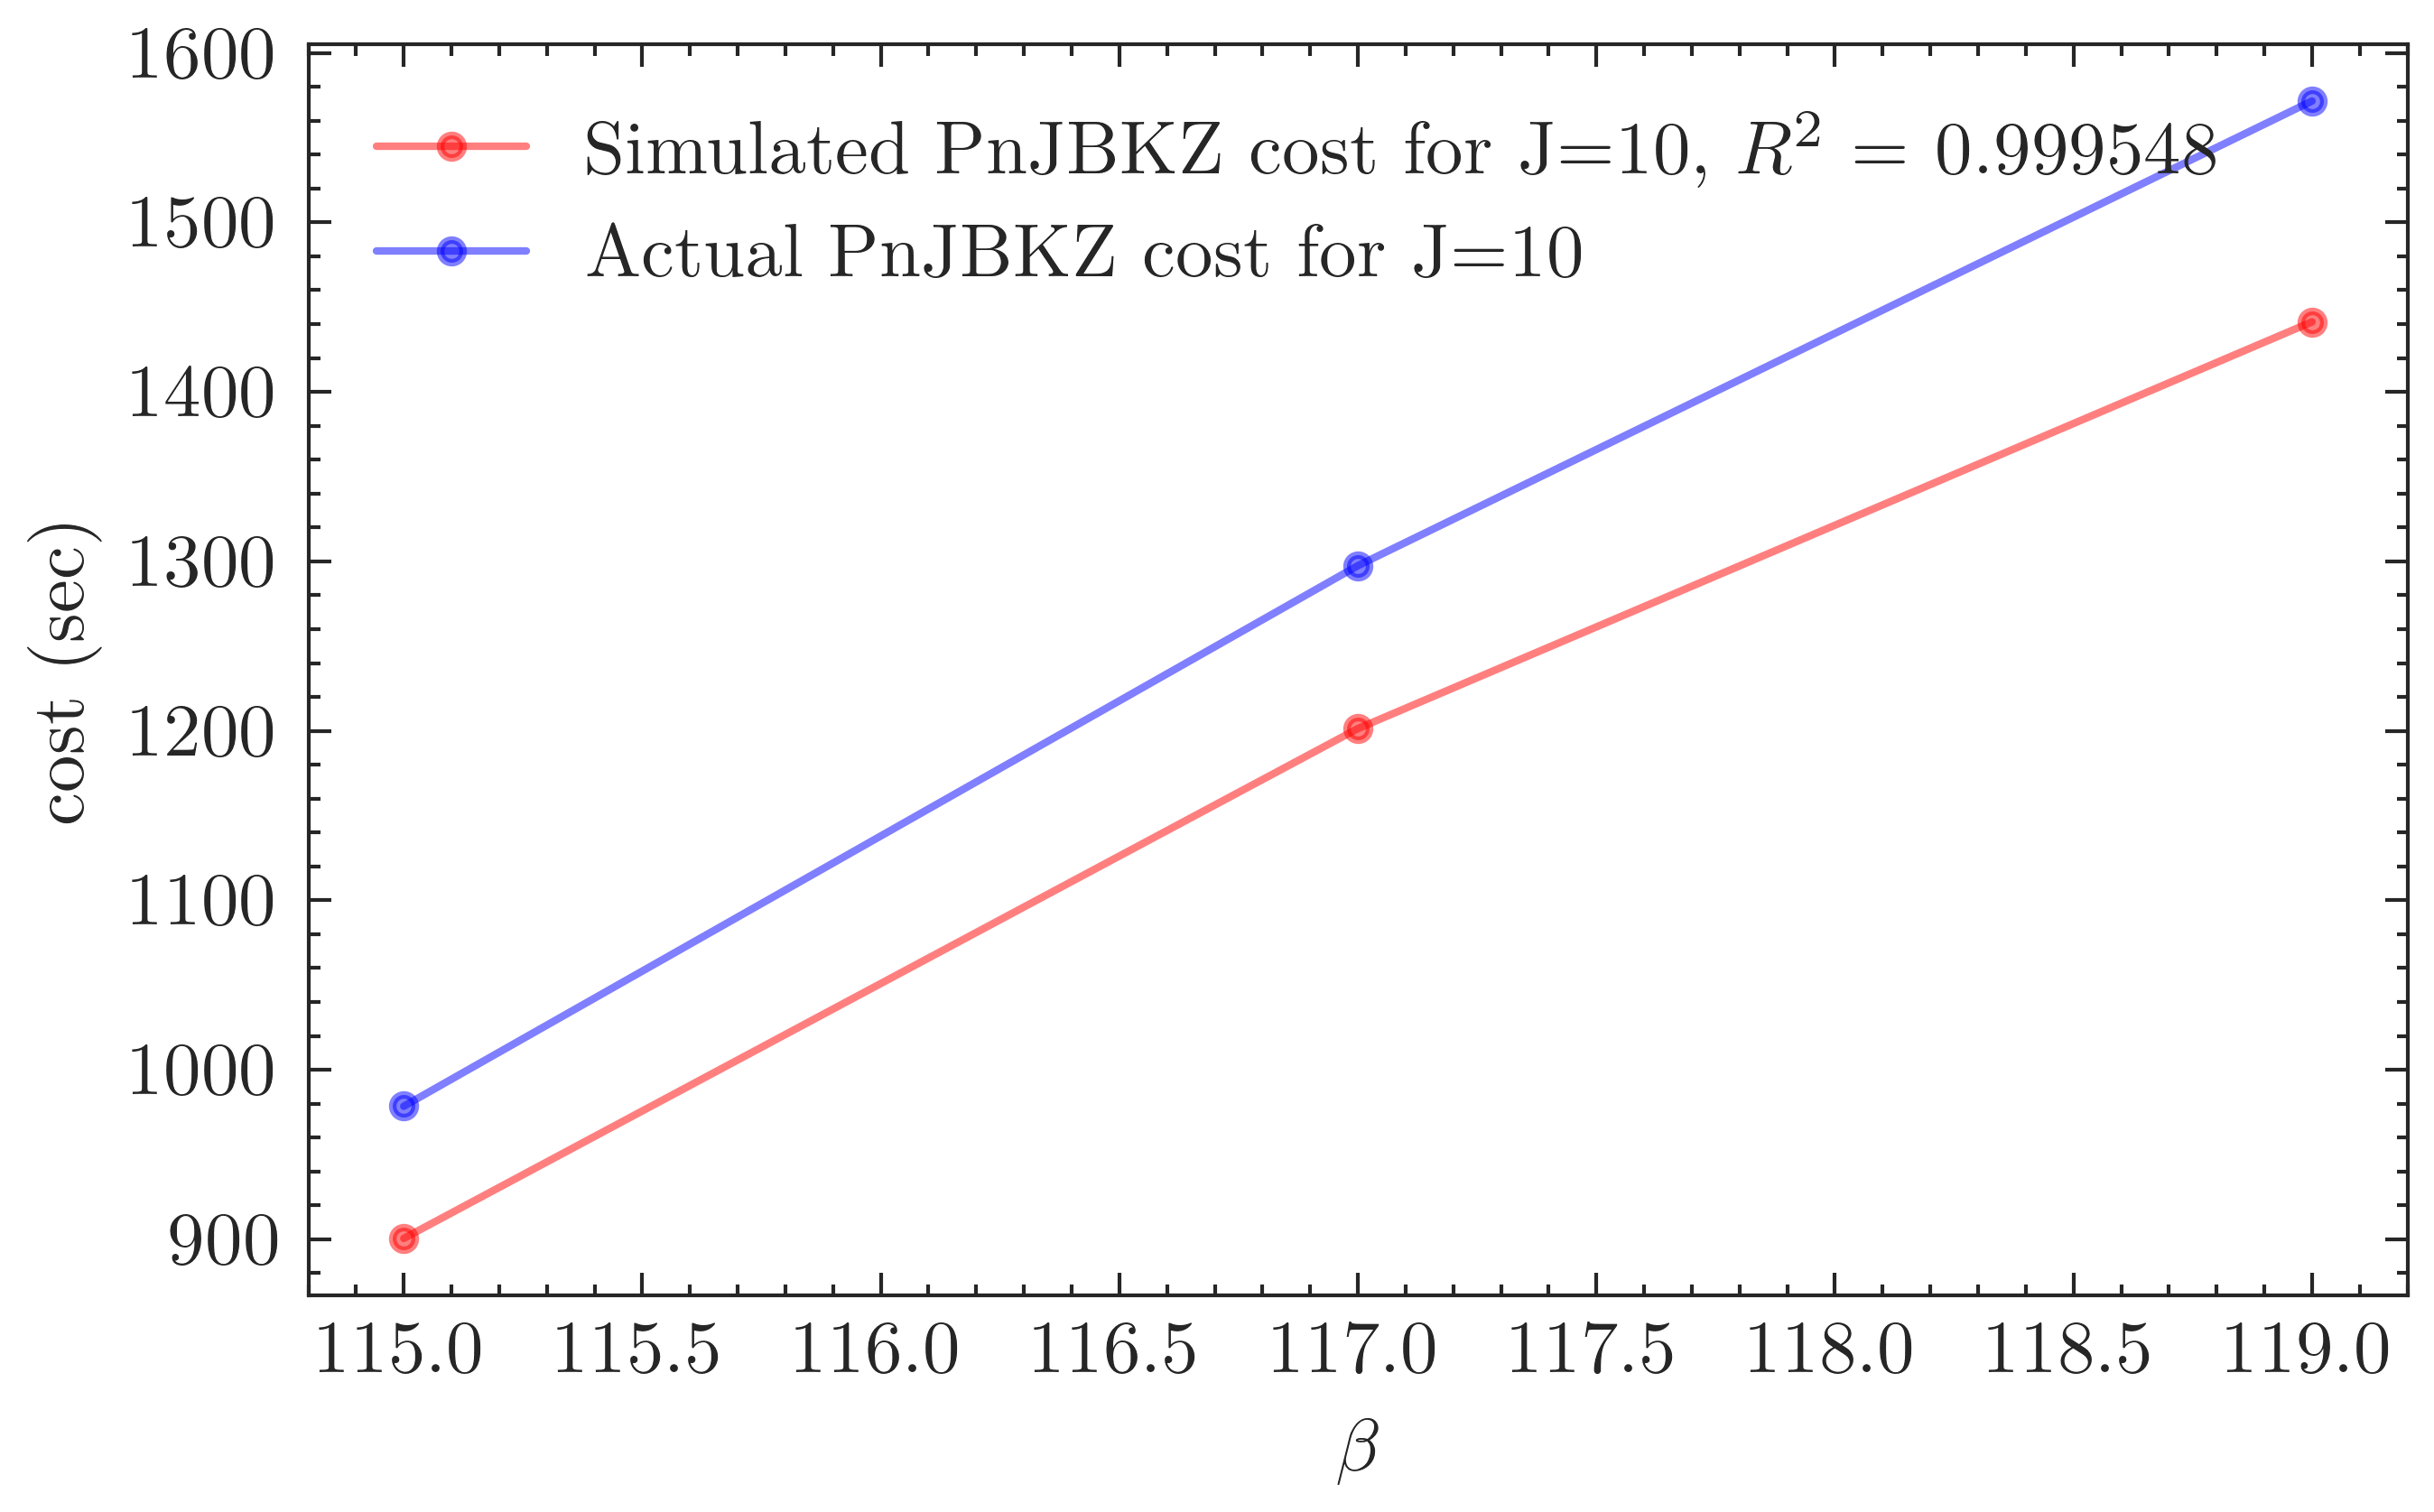 1600
1500
1400
1300
1200
1100
1000
900
cost (sec)
Simulated PnJBKZ cost for J=10, R² = 0.999548
Actual PnJBKZ cost for J=10
115.0 115.5 116.0 116.5 117.0 117.5 118.0 118.5 119.0
β